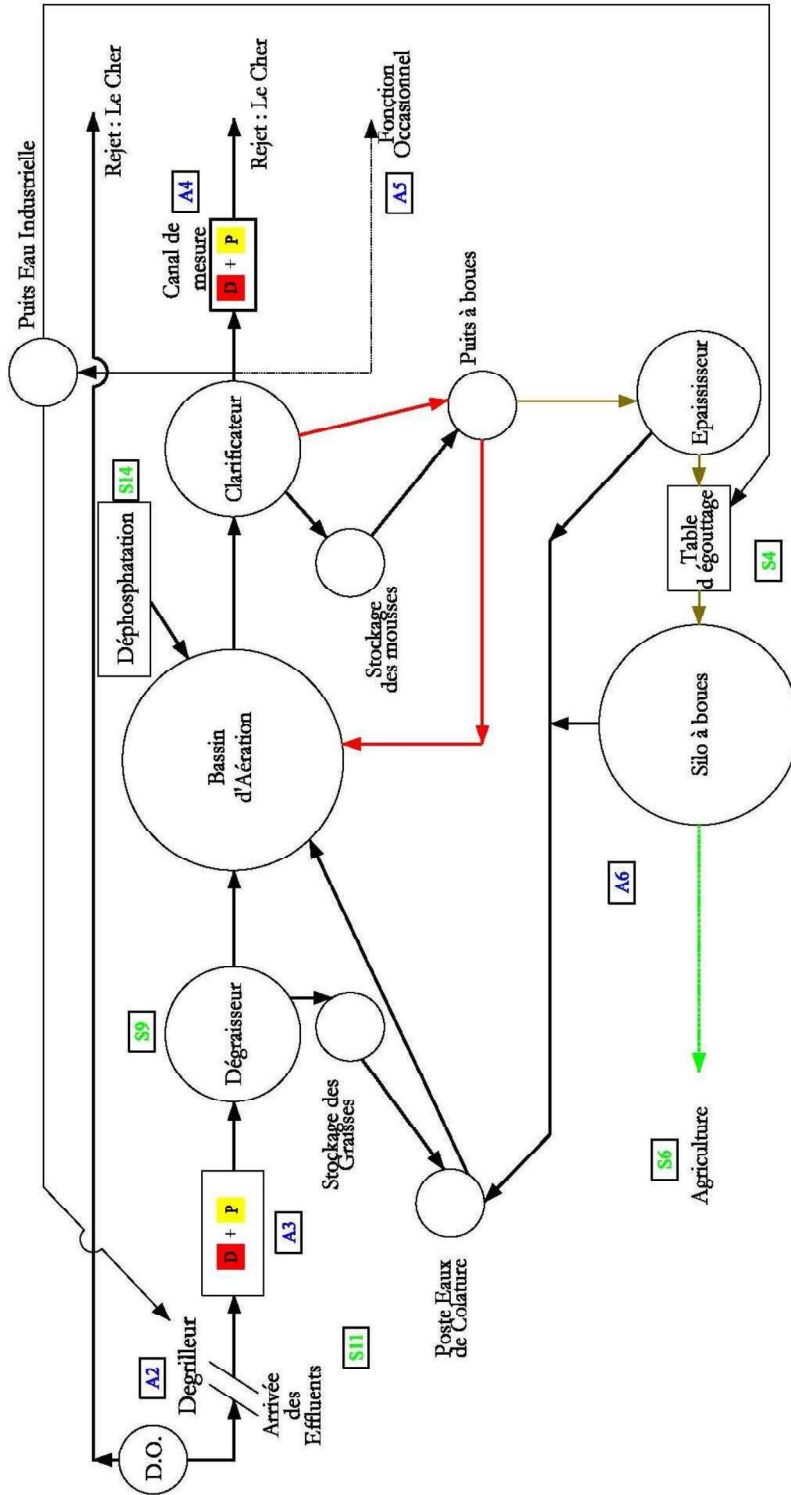 Puits Eau Industrielle
Rejet : Le Cher
D.O.
A2
Degrilleur
Arrivée
des
Effluents
S11
D + P
A3
S9
Dégraisseur
Stockage des
Graisses
Poste Eaux
de Colature
Déphosphatation
S14
Bassin
d'Aération
Clarificateur
Stockage
des mousses
Canal de
mesure
A4
D + P
Rejet : Le Cher
A5
Fonction
Occasionnel
Puits à boues
Epaississeur
Table
d égouttage
S4
Silo à boues
A6
S6
Agriculture